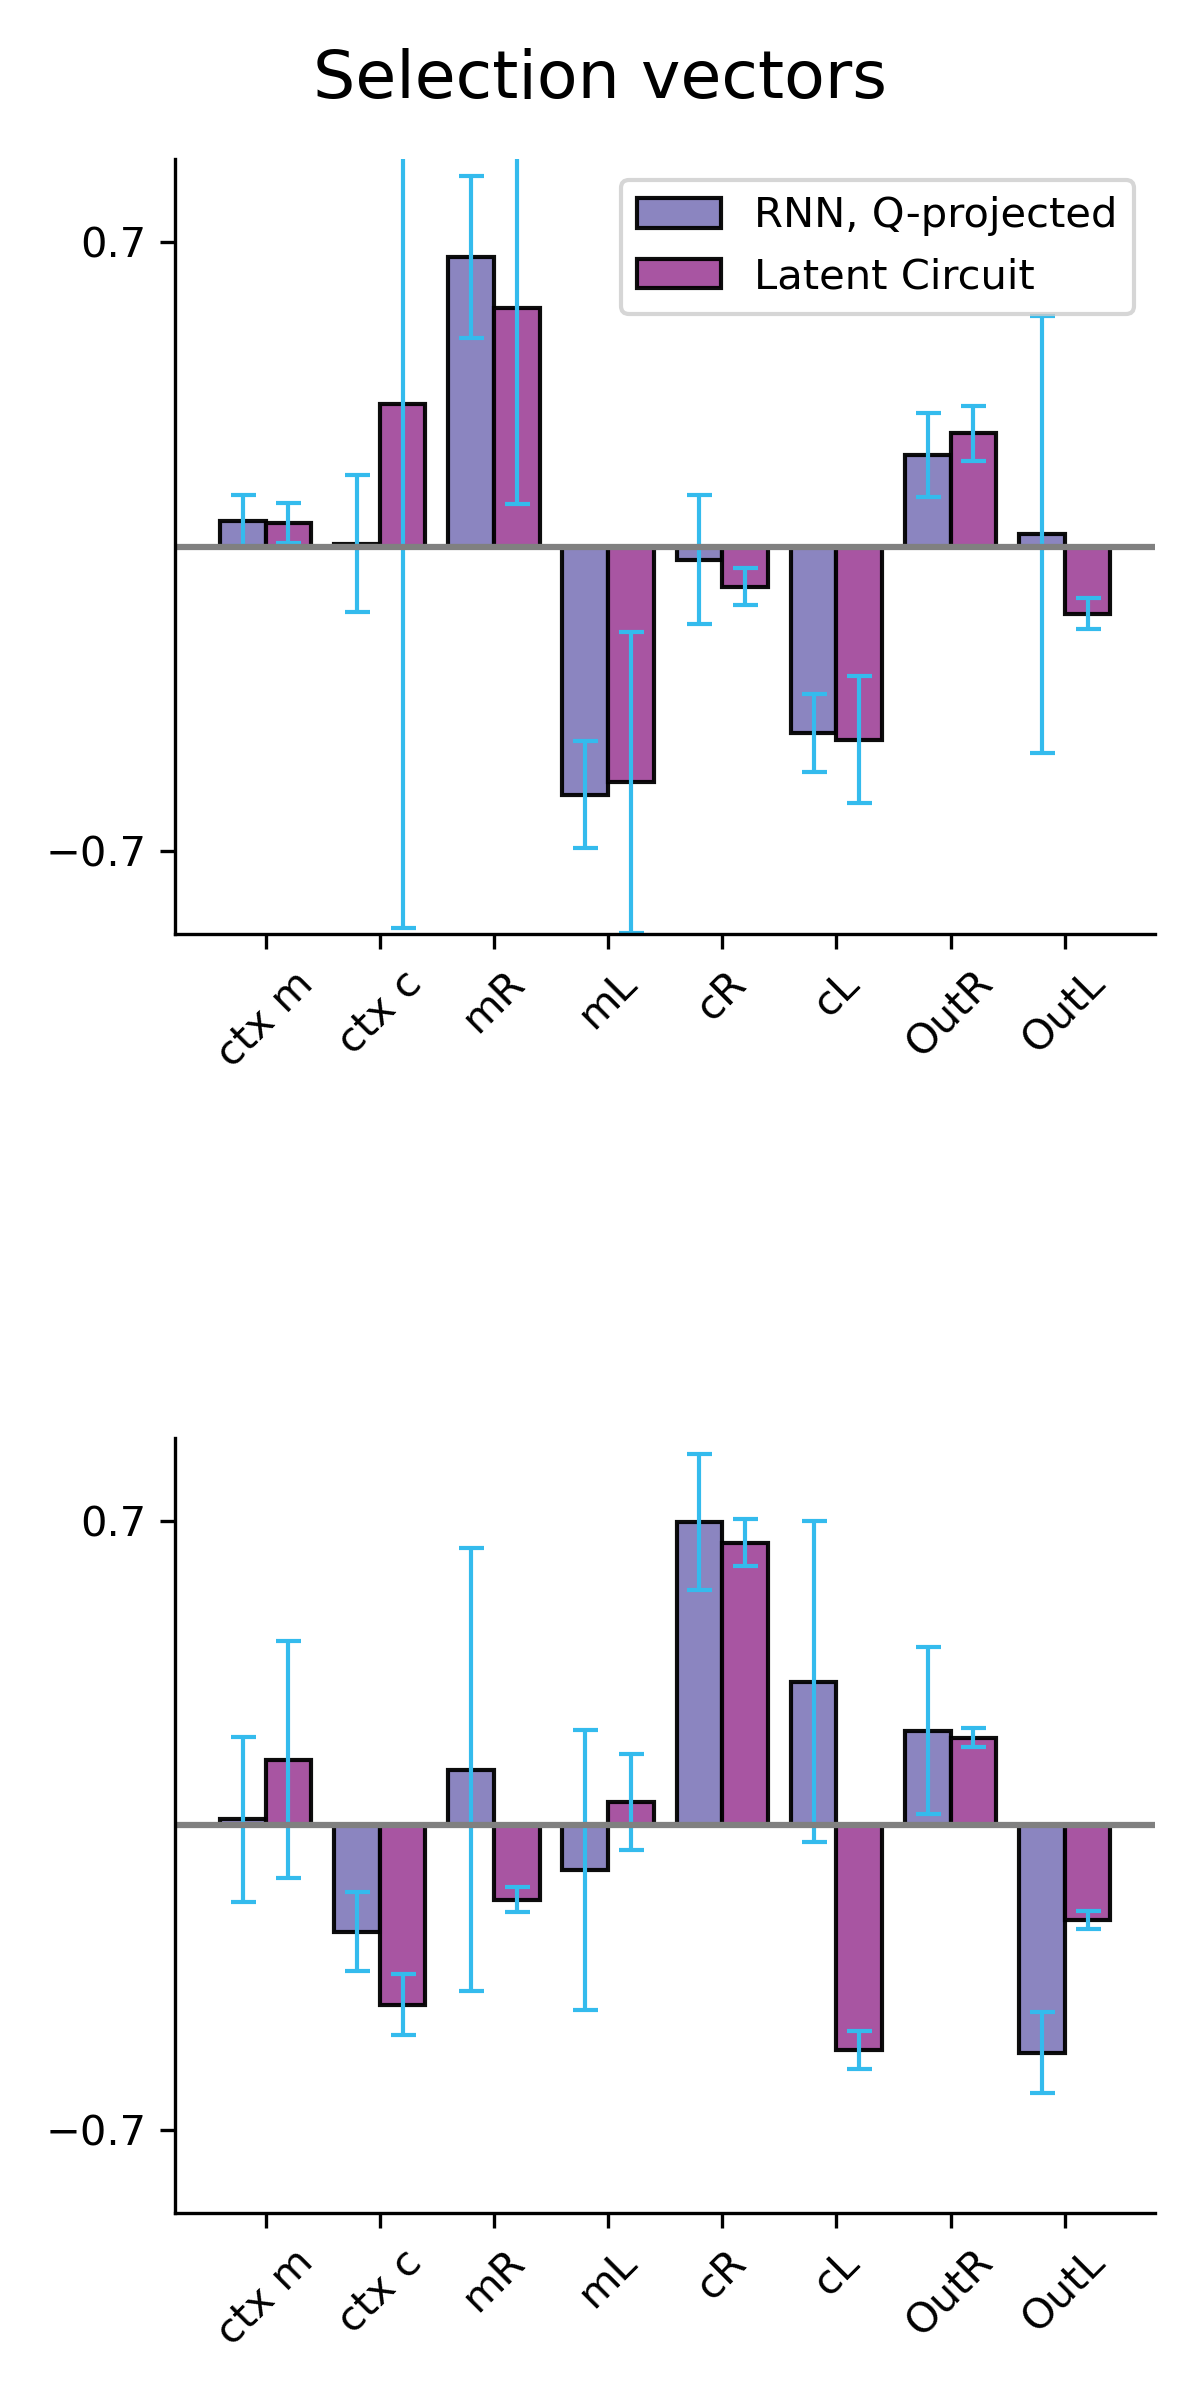 Selection vectors
RNN, Q-projected
Latent Circuit
0.7
−0.7
ctx m
ctx c
mR
mL
cR
cL
OutR
OutL
0.7
−0.7
ctx m
ctx c
mR
mL
cR
cL
OutR
OutL